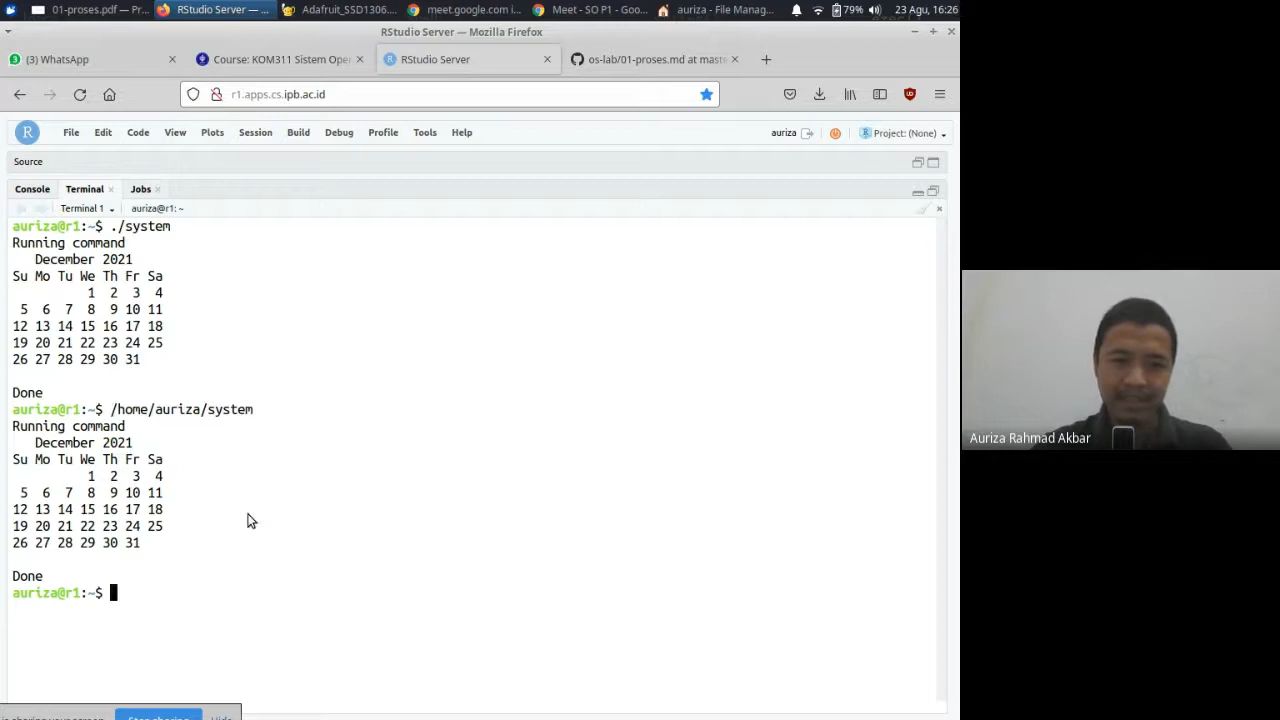 01-proses.pdf — Pr...
RStudio Server — ...
Adafruit_SSD1306....
meet.google.com i...
Meet - SO P1 - Goo...
auriza - File Manag...
79%
23 Agu, 16:26
RStudio Server — Mozilla Firefox
(3) WhatsApp
Course: KOM311 Sistem Oper
RStudio Server
os-lab/01-proses.md at maste
r1.apps.cs.ipb.ac.id
File Edit Code View Plots Session Build Debug Profile Tools Help
auriza
Project: (None)
Source
Console Terminal Jobs
Terminal 1
auriza@r1: ~
auriza@r1:~$ ./system
Running command
December 2021
Su Mo Tu We Th Fr Sa
1 2 3 4
5 6 7 8 9 10 11
12 13 14 15 16 17 18
19 20 21 22 23 24 25
26 27 28 29 30 31
Done
auriza@r1:~$ /home/auriza/system
Running command
December 2021
Su Mo Tu We Th Fr Sa
1 2 3 4
5 6 7 8 9 10 11
12 13 14 15 16 17 18
19 20 21 22 23 24 25
26 27 28 29 30 31
Done
auriza@r1:~$
Auriza Rahmad Akbar
is sharing your screen.
Stop sharing
Hide